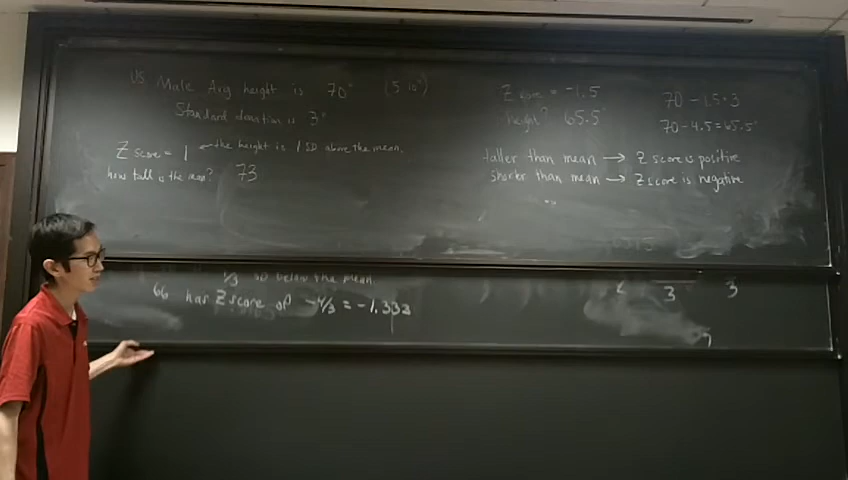 US Male Avg height is 70" (5'10")
Standard deviation is 3"
Z score = 1 ← the height is 1 SD above the mean.
how tall is the man? 73
Z score = -1.5
height? 65.5"
70 - 1.5*3
70 - 4.5 = 65.5"
taller than mean → Z score is positive
shorter than mean → Z score is negative
1/3 SD below the mean
66 has Z score of -4/3 = -1.333
3 3